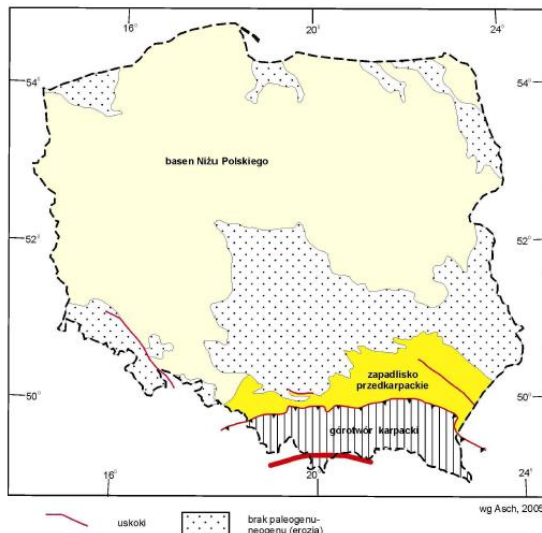 16°
20°
24°
54°
54°
basen Niżu Polskiego
52°
52°
50°
zapadlisko
przedkarpackie
50°
górotwór karpacki
16°
20°
24°
wg Asch, 2005
uskoki
brak paleogenu-
neogenu (erozja)